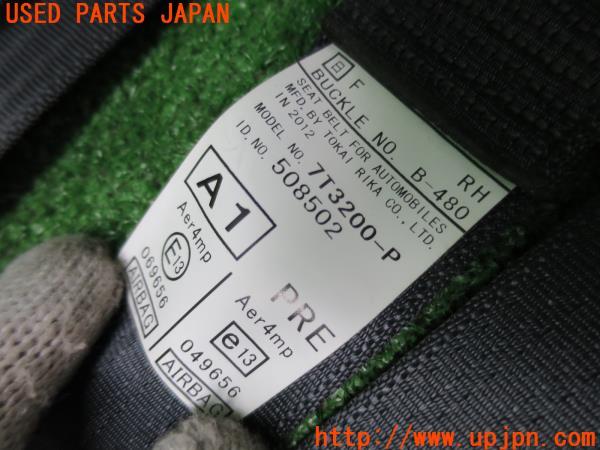 USED PARTS JAPAN
B F RH
BUCKLE NO. B-480
SEAT BELT FOR AUTOMOBILES
MFD. BY TOKAI RIKA CO., LTD.
IN 2012
MODEL NO. 7T3200-P
ID.NO. 508502
A1
PRE
Aer4mp
E13
069656
AIRBAG
Aer4mp
e13
049656
AIRBAG
http://www.upjpn.com